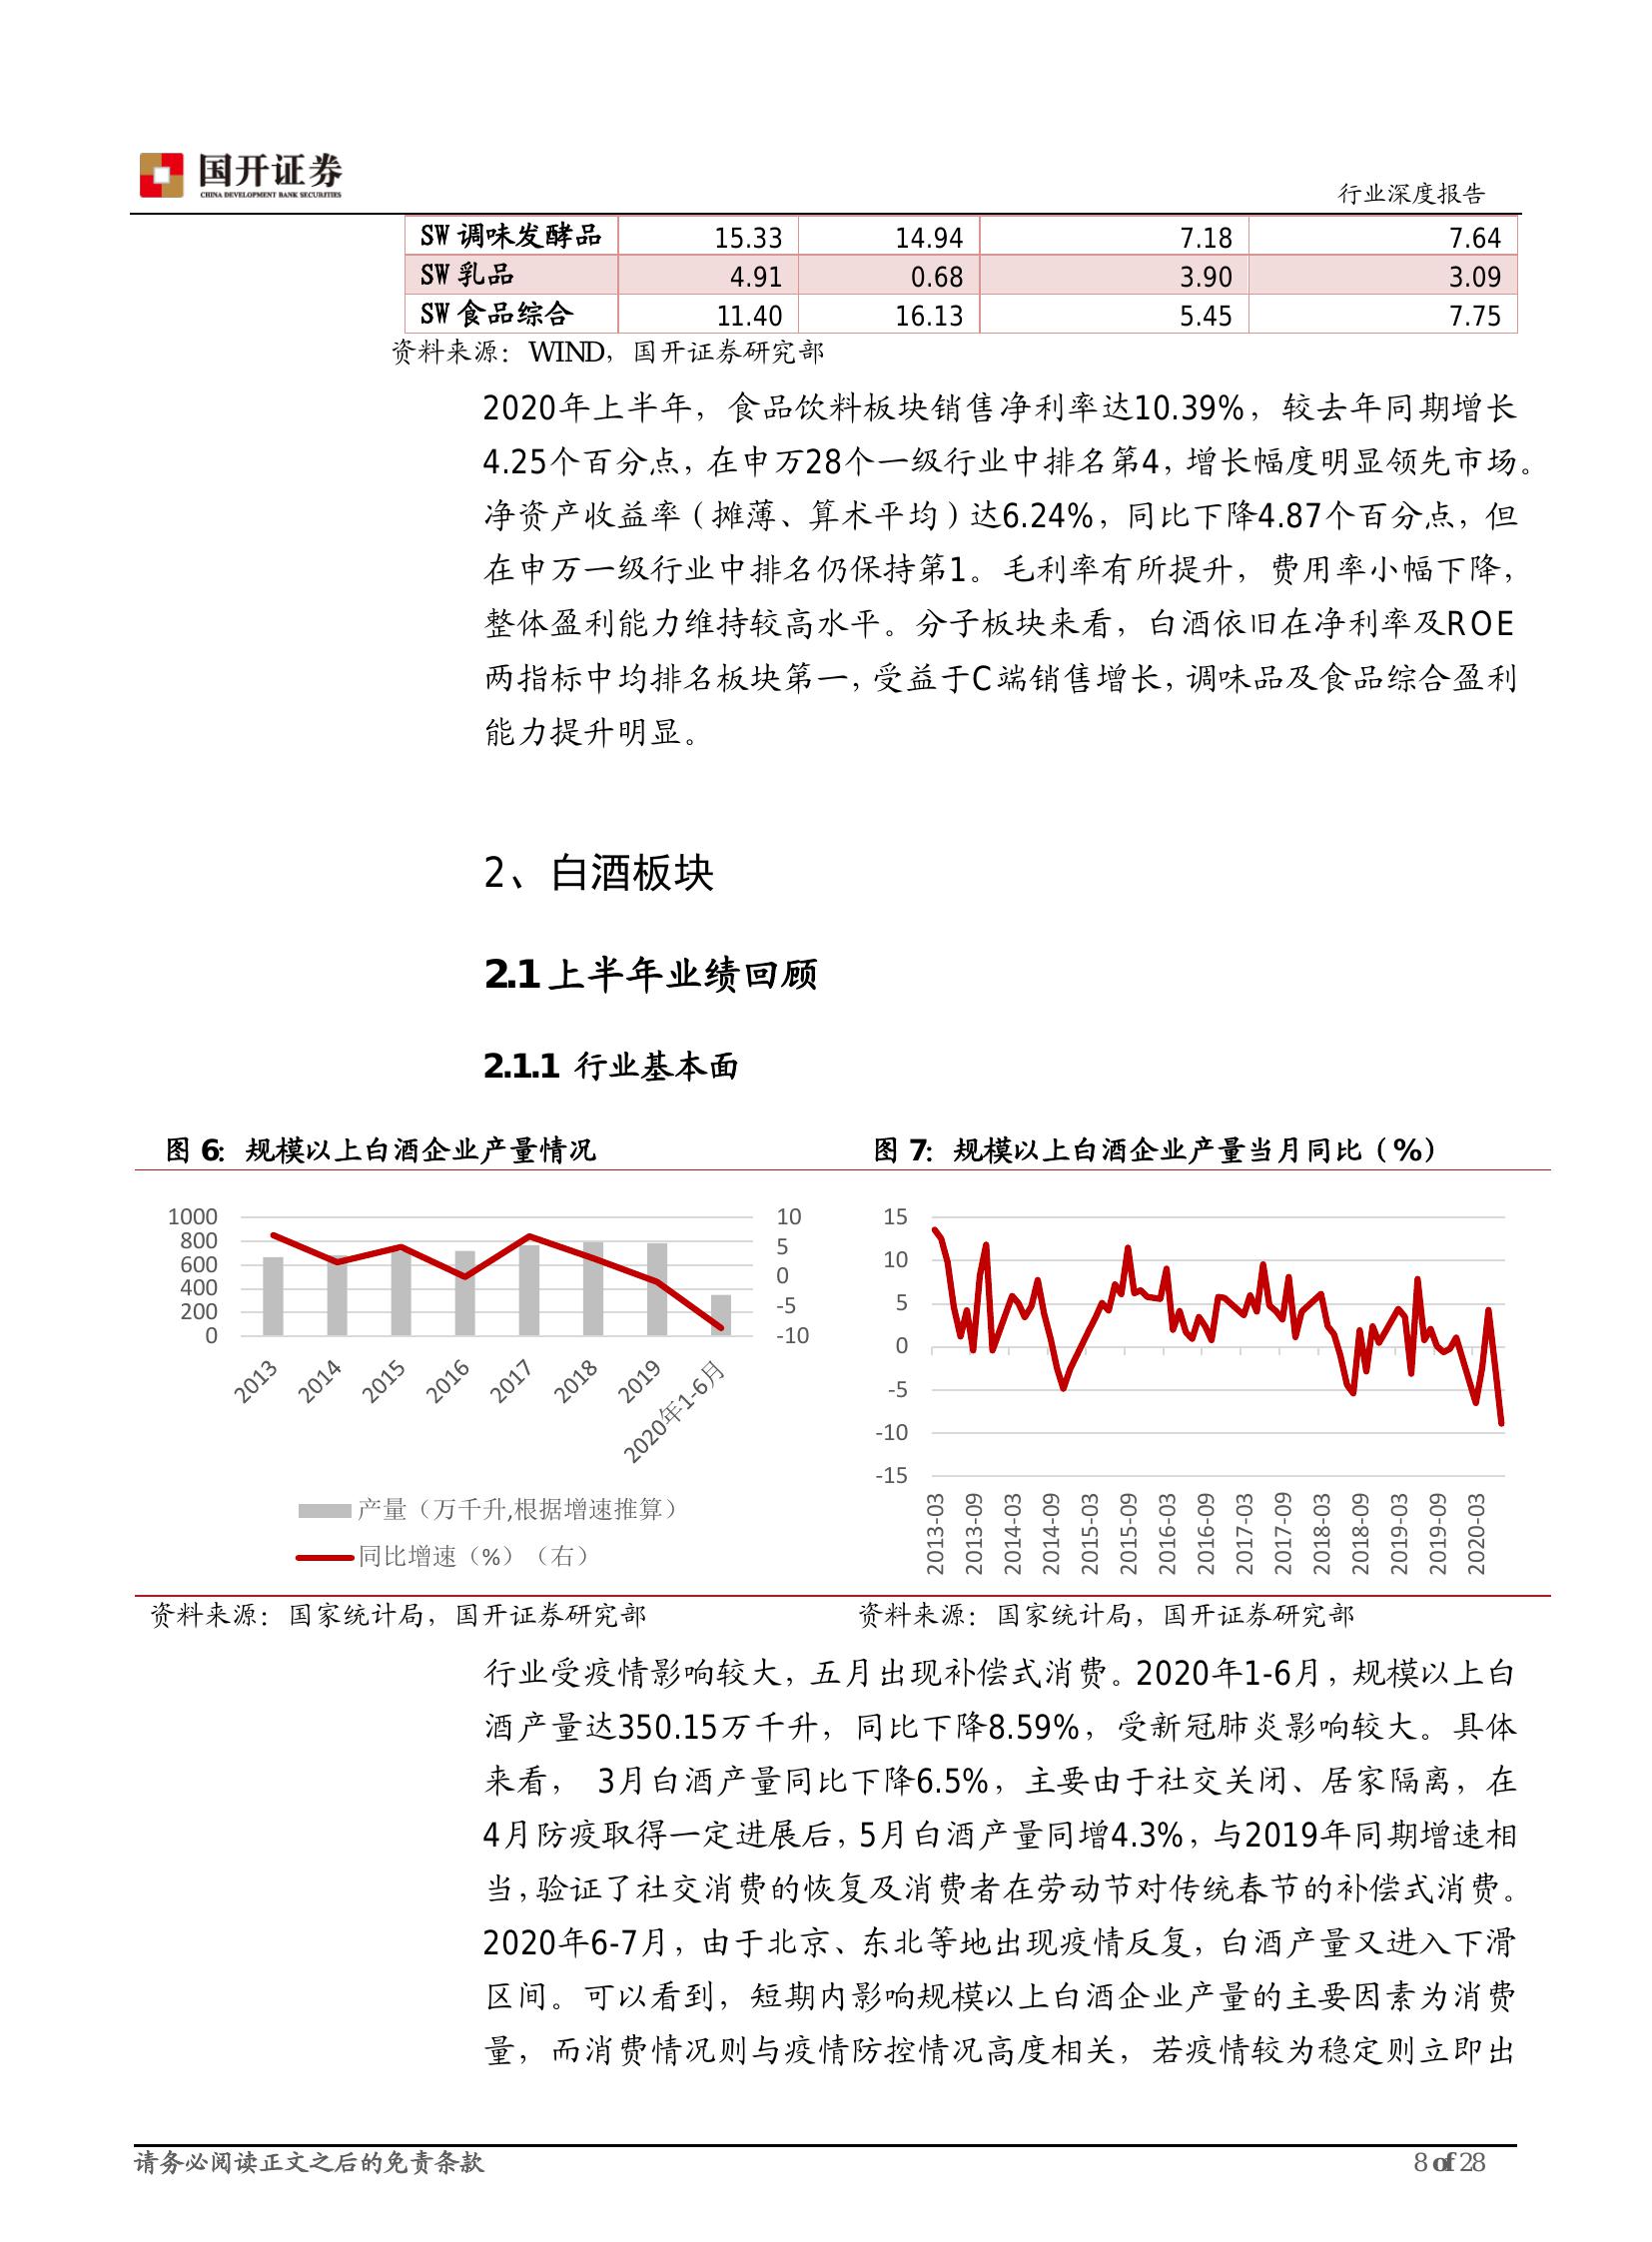 国开证券
CHINA DEVELOPMENT BANK SECURITIES
行业深度报告
SW 调味发酵品 15.33 14.94 7.18 7.64
SW 乳品 4.91 0.68 3.90 3.09
SW 食品综合 11.40 16.13 5.45 7.75
资料来源：WIND，国开证券研究部
2020年上半年，食品饮料板块销售净利率达10.39%，较去年同期增长
4.25个百分点，在申万28个一级行业中排名第4，增长幅度明显领先市场。
净资产收益率（摊薄、算术平均）达6.24%，同比下降4.87个百分点，但
在申万一级行业中排名仍保持第1。毛利率有所提升，费用率小幅下降，
整体盈利能力维持较高水平。分子板块来看，白酒依旧在净利率及ROE
两指标中均排名板块第一，受益于C端销售增长，调味品及食品综合盈利
能力提升明显。
2、白酒板块
2.1上半年业绩回顾
2.1.1 行业基本面
图 6：规模以上白酒企业产量情况
1000
800
600
400
200
0
10
5
0
-5
-10
2013
2014
2015
2016
2017
2018
2019
2020年1-6月
产量（万千升,根据增速推算）
同比增速（%）（右）
资料来源：国家统计局，国开证券研究部
图 7：规模以上白酒企业产量当月同比（%）
15
10
5
0
-5
-10
-15
2013-03
2013-09
2014-03
2014-09
2015-03
2015-09
2016-03
2016-09
2017-03
2017-09
2018-03
2018-09
2019-03
2019-09
2020-03
资料来源：国家统计局，国开证券研究部
行业受疫情影响较大，五月出现补偿式消费。2020年1-6月，规模以上白
酒产量达350.15万千升，同比下降8.59%，受新冠肺炎影响较大。具体
来看， 3月白酒产量同比下降6.5%，主要由于社交关闭、居家隔离，在
4月防疫取得一定进展后，5月白酒产量同增4.3%，与2019年同期增速相
当，验证了社交消费的恢复及消费者在劳动节对传统春节的补偿式消费。
2020年6-7月，由于北京、东北等地出现疫情反复，白酒产量又进入下滑
区间。可以看到，短期内影响规模以上白酒企业产量的主要因素为消费
量，而消费情况则与疫情防控情况高度相关，若疫情较为稳定则立即出
请务必阅读正文之后的免责条款
8 of 28